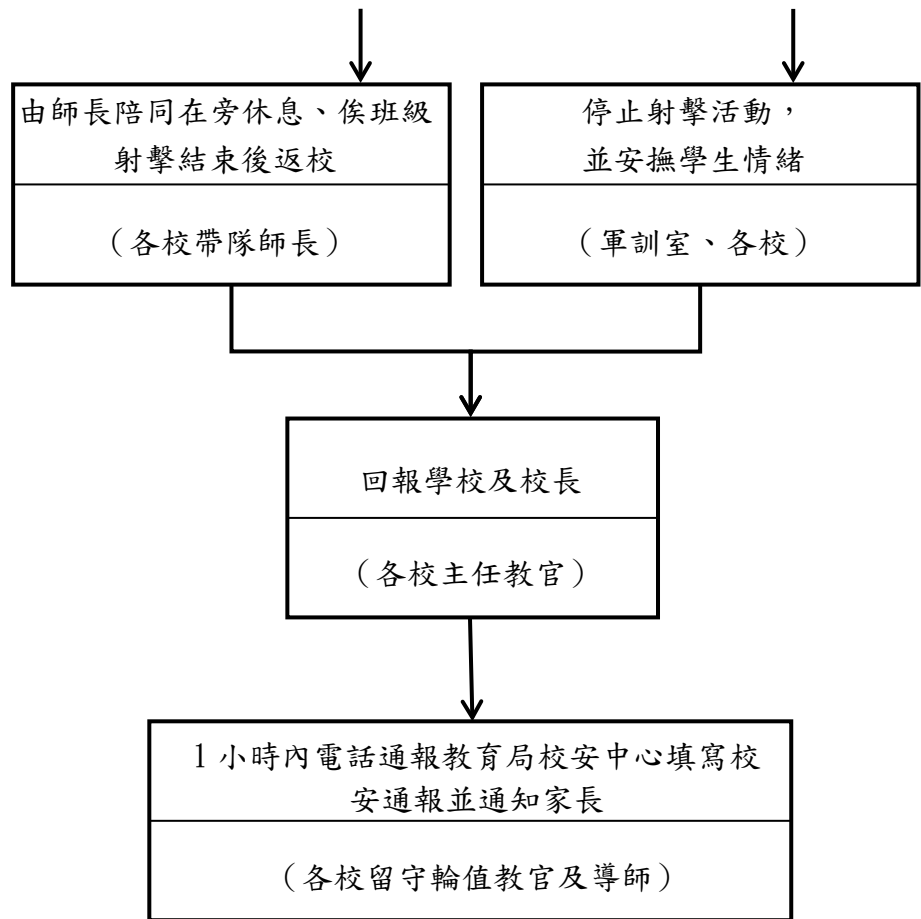 由師長陪同在旁休息、俟班級
射擊結束後返校
（各校帶隊師長）
停止射擊活動，
並安撫學生情緒
（軍訓室、各校）
回報學校及校長
（各校主任教官）
1 小時內電話通報教育局校安中心填寫校
安通報並通知家長
（各校留守輪值教官及導師）